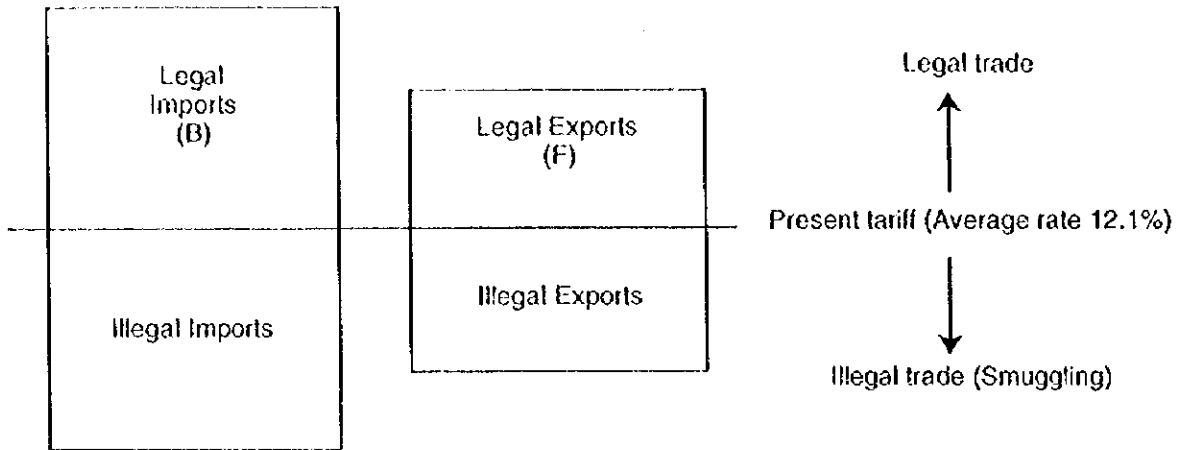 Legal
Imports
(B)
Illegal Imports
Legal Exports
(F)
Illegal Exports
Legal trade
Present tariff (Average rate 12.1%)
Illegal trade (Smuggling)